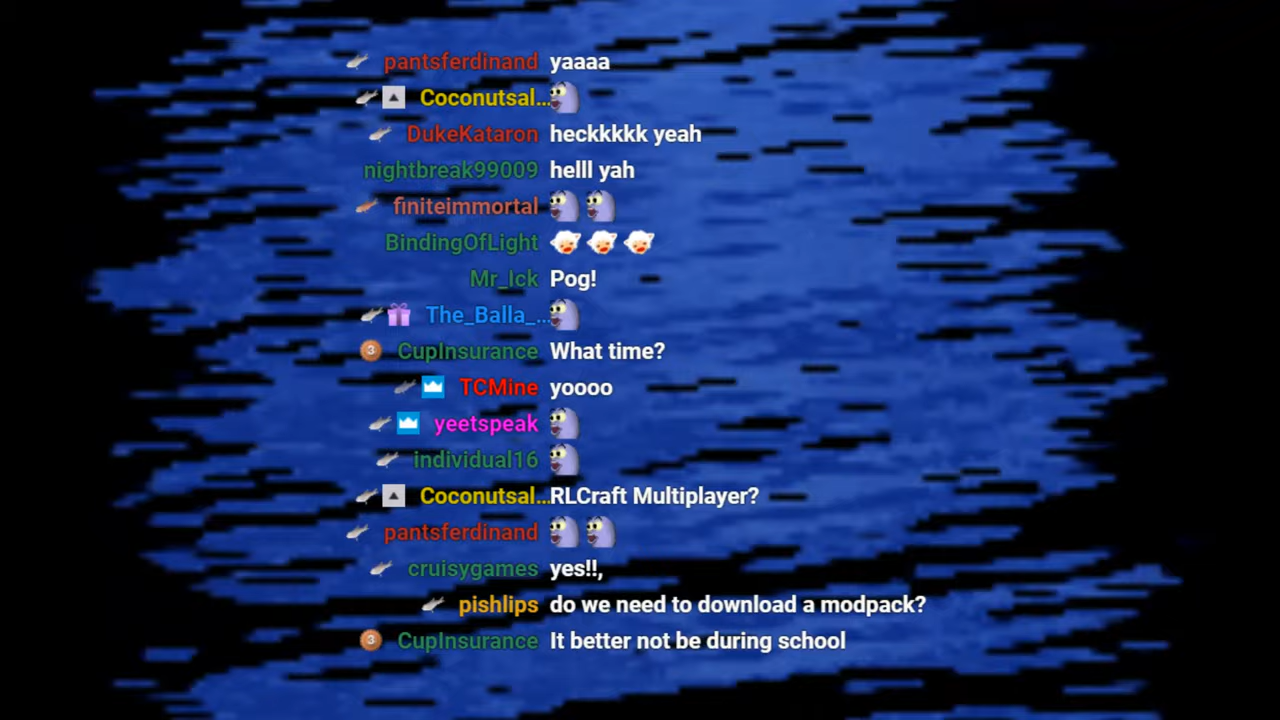 pantsferdinand yaaaa
Coconutsal...
DukeKataron heckkkkk yeah
nightbreak99009 helll yah
finiteimmortal
BindingOfLight
Mr_Ick Pog!
The_Balla_...
3 CupInsurance What time?
TCMine yoooo
yeetspeak
individual16
Coconutsal... RLCraft Multiplayer?
pantsferdinand
cruisygames yes!!,
pishlips do we need to download a modpack?
3 CupInsurance It better not be during school